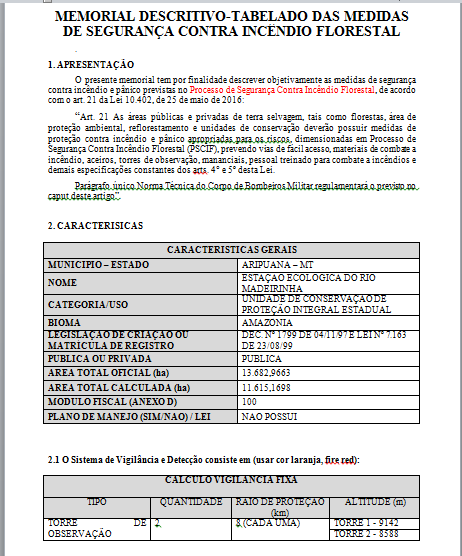 MEMORIAL DESCRITIVO-TABELADO DAS MEDIDAS
DE SEGURANÇA CONTRA INCÊNDIO FLORESTAL
1. APRESENTAÇÃO
O presente memorial tem por finalidade descrever objetivamente as medidas de segurança
contra incêndio e pânico previstas no Processo de Segurança Contra Incêndio Florestal, de acordo
com o art. 21 da Lei 10.402, de 25 de maio de 2016:
"Art. 21 As áreas públicas e privadas de terra selvagem, tais como florestas, área de
proteção ambiental, reflorestamento e unidades de conservação deverão possuir medidas de
proteção contra incêndio e pânico apropriadas para os riscos, dimensionadas em Processo de
Segurança Contra Incêndio Florestal (PSCIF), prevendo vias de fácil acesso, materiais de combate a
incêndio, aceiros, torres de observação, mananciais, pessoal treinado para combate a incêndios e
demais especificações constantes dos arts. 4º e 5º desta Lei.
Parágrafo único Norma Técnica do Corpo de Bombeiros Militar regulamentará o previsto no
caput deste artigo".
2. CARACTERISICAS
CARACTERISTICAS GERAIS
MUNICIPIO – ESTADO ARIPUANA – MT
NOME ESTAÇÃO ECOLOGICA DO RIO
MADEIRINHA
CATEGORIA/USO UNIDADE DE CONSERVAÇAO DE
PROTEÇÃO INTEGRAL ESTADUAL
BIOMA AMAZONIA
LEGISLAÇÃO DE CRIAÇÃO OU
MATRICULA DE REGISTRO DEC. Nº 1799 DE 04/11/97 E LEI Nº 7.163
DE 23/08/99
PUBLICA OU PRIVADA PUBLICA
AREA TOTAL OFICIAL (ha) 13.682,9663
AREA TOTAL CALCULADA (ha) 11.615,1698
MODULO FISCAL (ANEXO D) 100
PLANO DE MANEJO (SIM/NAO) / LEI NAO POSSUI
2.1 O Sistema de Vigilância e Detecção consiste em (usar cor laranja, fire red):
CALCULO VIGILANCIA FIXA
TIPO QUANTIDADE RAIO DE PROTEÇÃO
(km) ALTITUDE (m)
TORRE DE
OBSERVAÇÃO 2 8 (CADA UMA) TORRE 1 - 9142
TORRE 2 - 8588